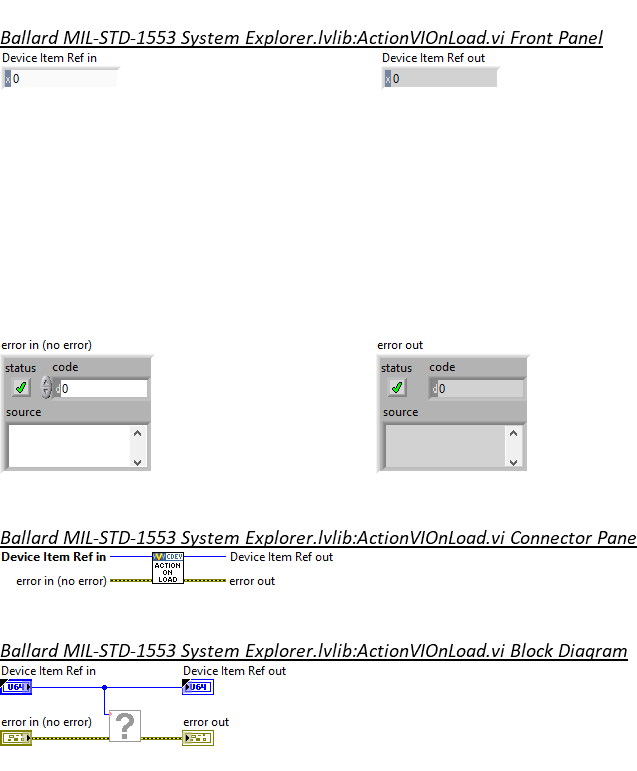 Ballard MIL-STD-1553 System Explorer.lvlib:ActionVIOnLoad.vi Front Panel
Device Item Ref in Device Item Ref out
x 0 x 0
error in (no error) error out
status code status code
d 0 d 0
source source
Ballard MIL-STD-1553 System Explorer.lvlib:ActionVIOnLoad.vi Connector Pane
Device Item Ref in CDEV Device Item Ref out
ACTION
ON
error in (no error) LOAD error out
Ballard MIL-STD-1553 System Explorer.lvlib:ActionVIOnLoad.vi Block Diagram
Device Item Ref in Device Item Ref out
U64 U64
error in (no error) ? error out